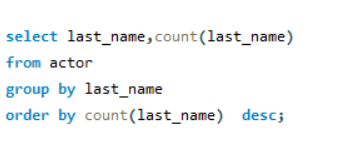 select last_name,count(last_name)
from actor
group by last_name
order by count(last_name)  desc;